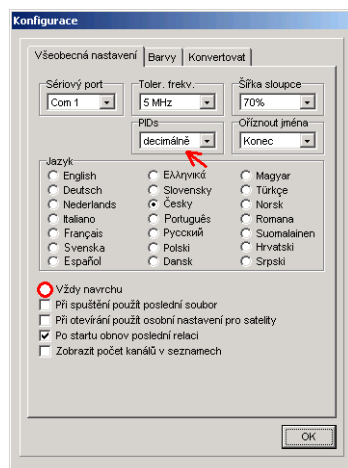 Konfigurace
Všeobecná nastavení Barvy Konvertovat
Sériový port Toler. frekv. Šířka sloupce
Com 1 5 MHz 70%
PIDs Oříznout jména
decimálně Konec
Jazyk
English Ελληνικά Magyar
Deutsch Slovensky Türkçe
Nederlands Česky Norsk
Italiano Português Romana
Français Русский Suomalainen
Svenska Polski Hrvatski
Español Dansk Srpski
Vždy navrchu
Při spuštění použít poslední soubor
Při otevírání použít osobní nastavení pro satelity
Po startu obnov poslední relaci
Zobrazit počet kanálů v seznamech
OK